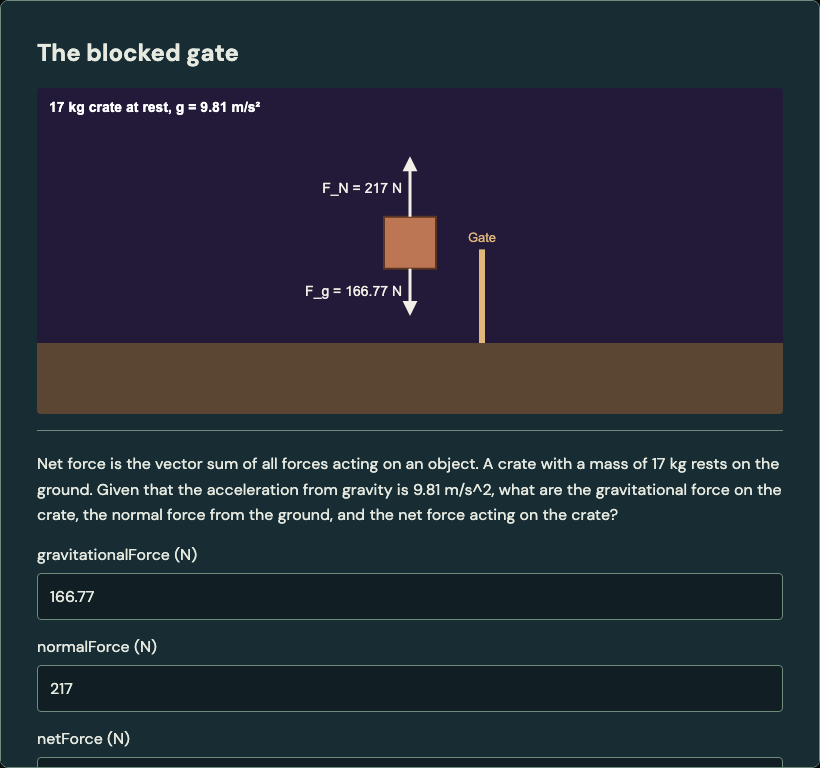 The blocked gate
17 kg crate at rest, g = 9.81 m/s²
F_N = 217 N
Gate
F_g = 166.77 N
Net force is the vector sum of all forces acting on an object. A crate with a mass of 17 kg rests on the
ground. Given that the acceleration from gravity is 9.81 m/s^2, what are the gravitational force on the
crate, the normal force from the ground, and the net force acting on the crate?
gravitationalForce (N)
166.77
normalForce (N)
217
netForce (N)